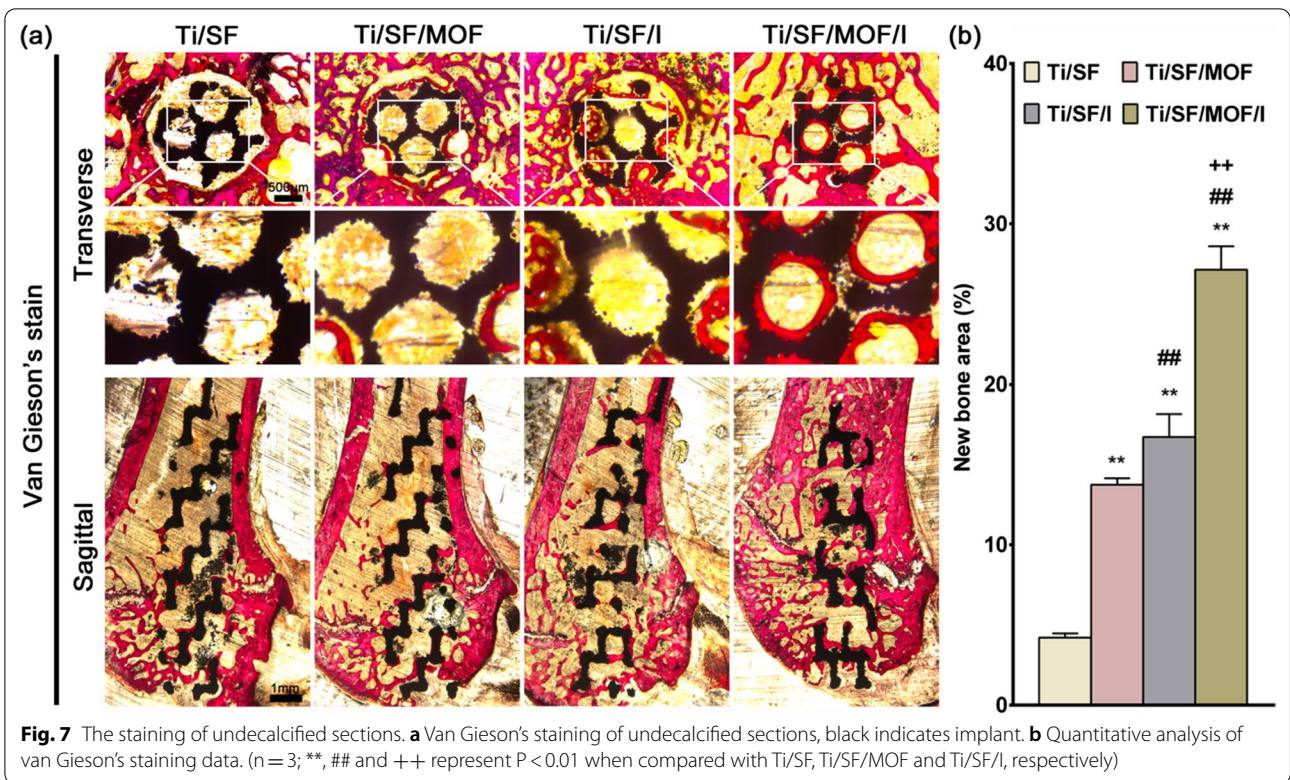 (a)
Ti/SF Ti/SF/MOF Ti/SF/I Ti/SF/MOF/I
Van Gieson's stain
Transverse
500μm
Sagittal
1mm
(b)
Ti/SF Ti/SF/MOF
Ti/SF/I Ti/SF/MOF/I
New bone area (%)
40
30
20
10
0
**
##
**
++
##
**
Fig. 7 The staining of undecalcified sections. a Van Gieson's staining of undecalcified sections, black indicates implant. b Quantitative analysis of
van Gieson's staining data. (n = 3; **, ## and ++ represent P < 0.01 when compared with Ti/SF, Ti/SF/MOF and Ti/SF/I, respectively)